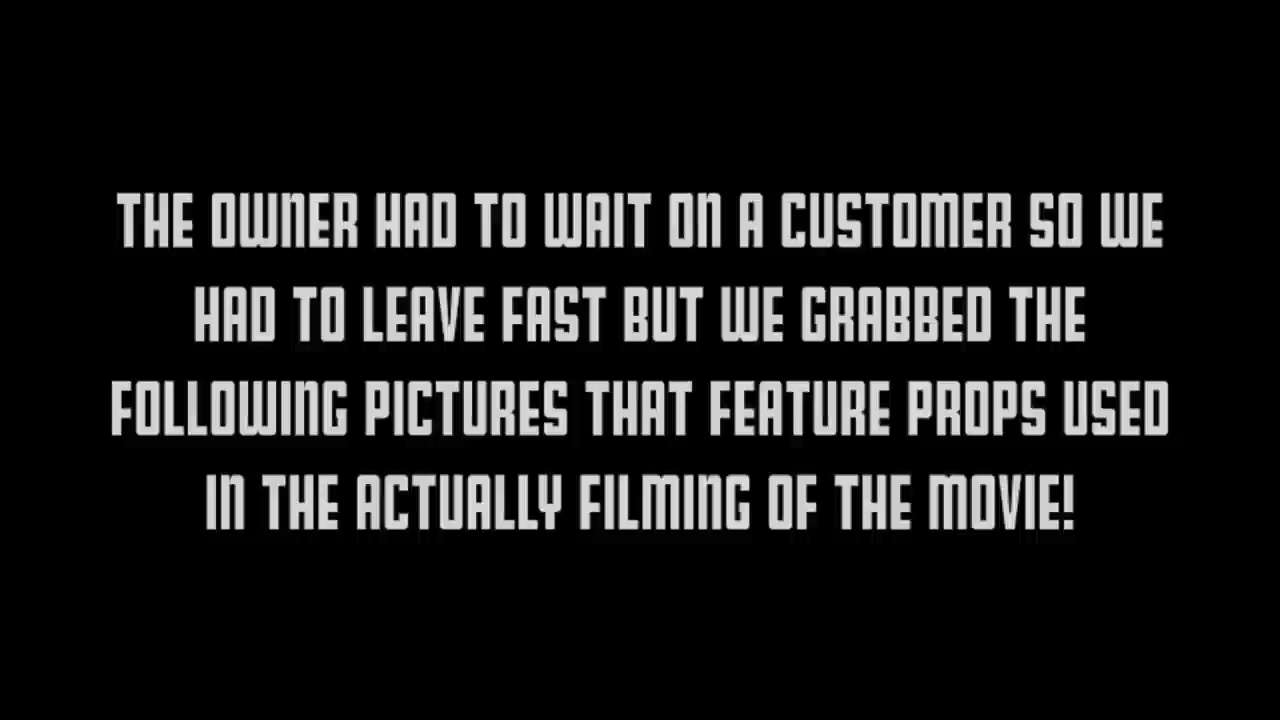 THE OWNER HAD TO WAIT ON A CUSTOMER SO WE
HAD TO LEAVE FAST BUT WE GRABBED THE
FOLLOWING PICTURES THAT FEATURE PROPS USED
IN THE ACTUALLY FILMING OF THE MOVIE!